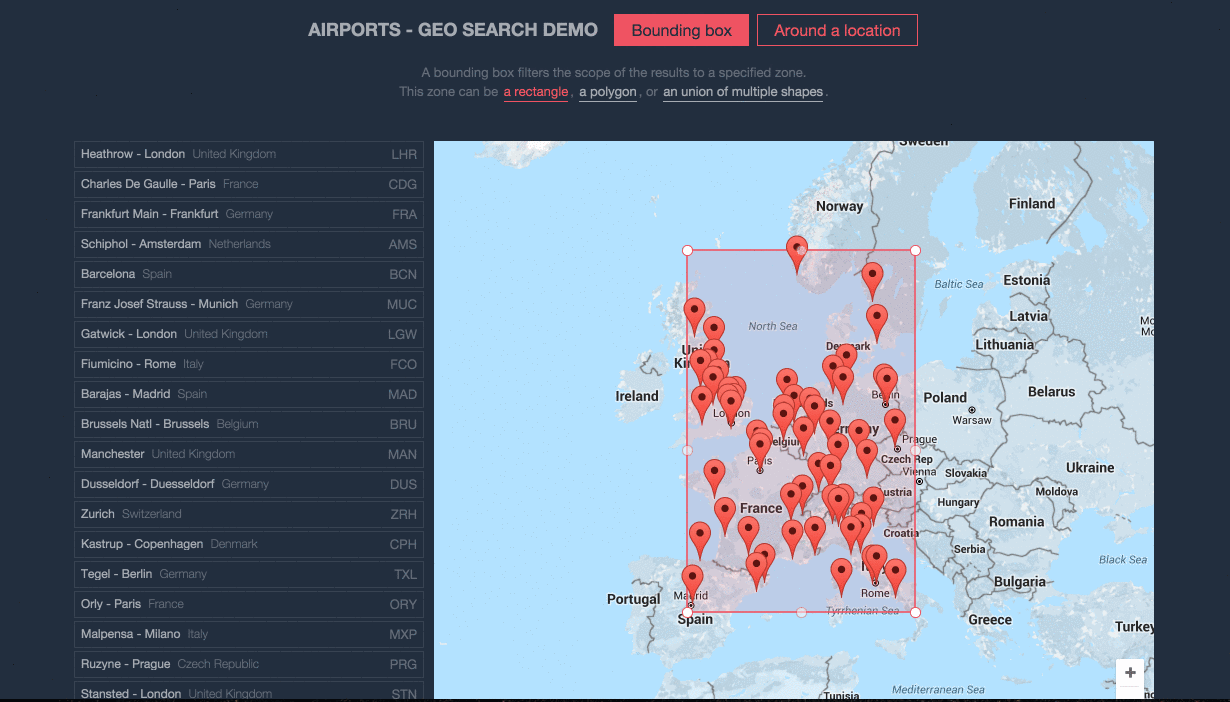 AIRPORTS - GEO SEARCH DEMO Bounding box Around a location
A bounding box filters the scope of the results to a specified zone.
This zone can be a rectangle, a polygon, or an union of multiple shapes.
Heathrow - London United Kingdom LHR
Charles De Gaulle - Paris France CDG
Frankfurt Main - Frankfurt Germany FRA
Schiphol - Amsterdam Netherlands AMS
Barcelona Spain BCN
Franz Josef Strauss - Munich Germany MUC
Gatwick - London United Kingdom LGW
Fiumicino - Rome Italy FCO
Barajas - Madrid Spain MAD
Brussels Natl - Brussels Belgium BRU
Manchester United Kingdom MAN
Dusseldorf - Duesseldorf Germany DUS
Zurich Switzerland ZRH
Kastrup - Copenhagen Denmark CPH
Tegel - Berlin Germany TXL
Orly - Paris France ORY
Malpensa - Milano Italy MXP
Ruzyne - Prague Czech Republic PRG
Stansted - London United Kingdom STN
Sweden
Norway
Finland
Baltic Sea
Estonia
North Sea
Latvia
Lithuania
Denmark
Ireland
Poland
Belarus
Berlin
London
Warsaw
Prague
Belgium
Germany
Paris
Czech Rep
Vienna
Slovakia
Ukraine
Austria
Moldova
France
Hungary
Romania
Croatia
Serbia
Black Sea
Italy
Bulgaria
Portugal
Madrid
Rome
Spain
Tyrrhenian Sea
Greece
Turkey
+
Mediterranean Sea
Tunisia